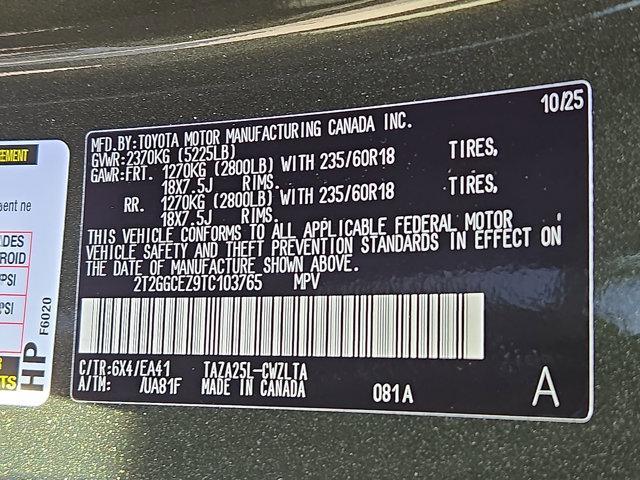 10/25
MFD.BY:TOYOTA MOTOR MANUFACTURING CANADA INC.
GVWR:2370KG (5225LB)
GAWR:FRT. 1270KG (2800LB) WITH 235/60R18 TIRES,
18X7.5J RIMS.
RR. 1270KG (2800LB) WITH 235/60R18 TIRES,
18X7.5J RIMS.
THIS VEHICLE CONFORMS TO ALL APPLICABLE FEDERAL MOTOR
VEHICLE SAFETY AND THEFT PREVENTION STANDARDS IN EFFECT ON
THE DATE OF MANUFACTURE SHOWN ABOVE.
2T2GGCEZ9TC103765 MPV
C/TR:6X4/EA41 TAZA25L-CWZLTA
A/TM: /UA81F MADE IN CANADA 081A
A
PSI
PSI
HP
F6020